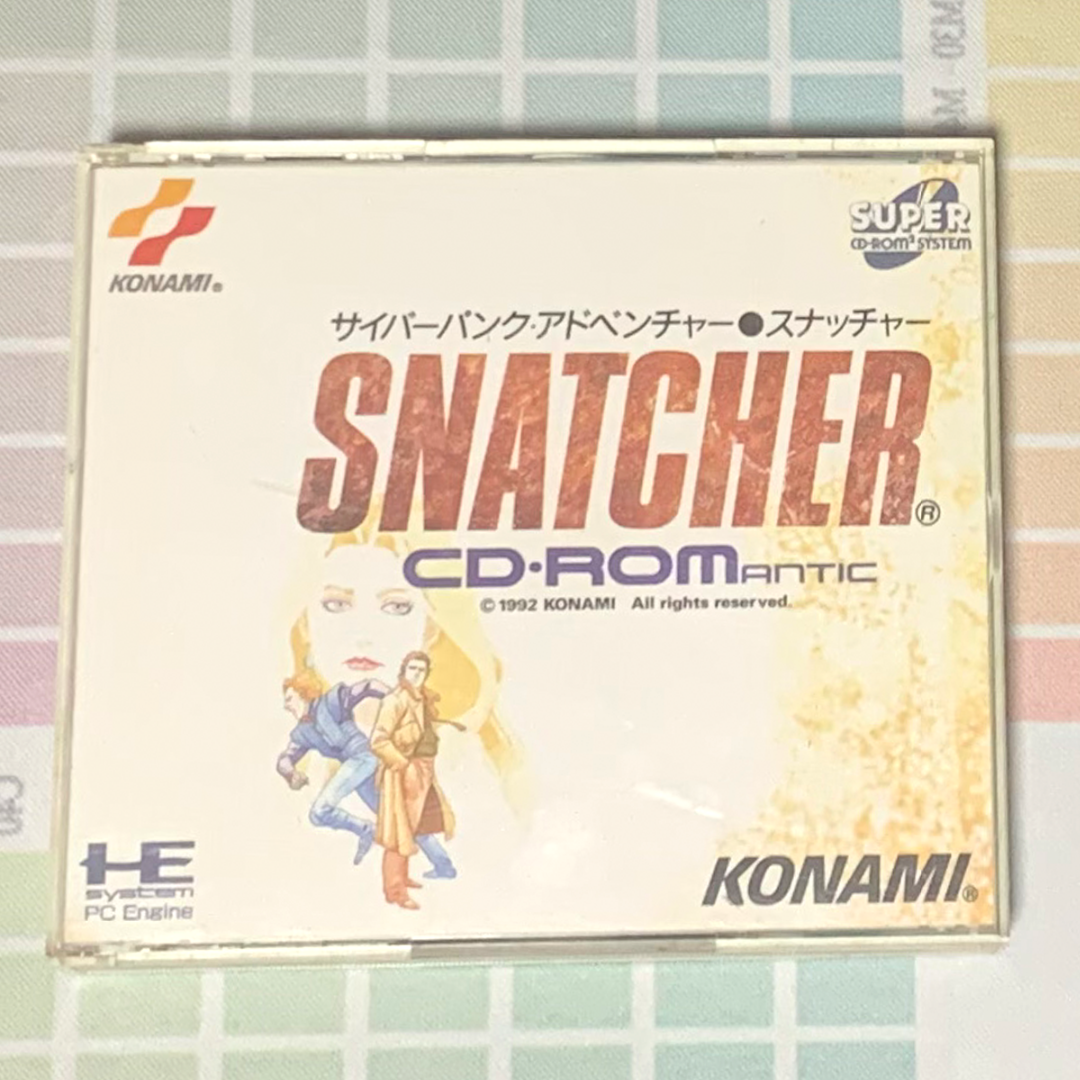 KONAMI®
SUPER
CD-ROM² SYSTEM
サイバーパンク・アドベンチャー●スナッチャー
SNATCHER®
CD・ROMANTIC
© 1992 KONAMI All rights reserved.
HE
system
PC Engine
KONAMI®
M30